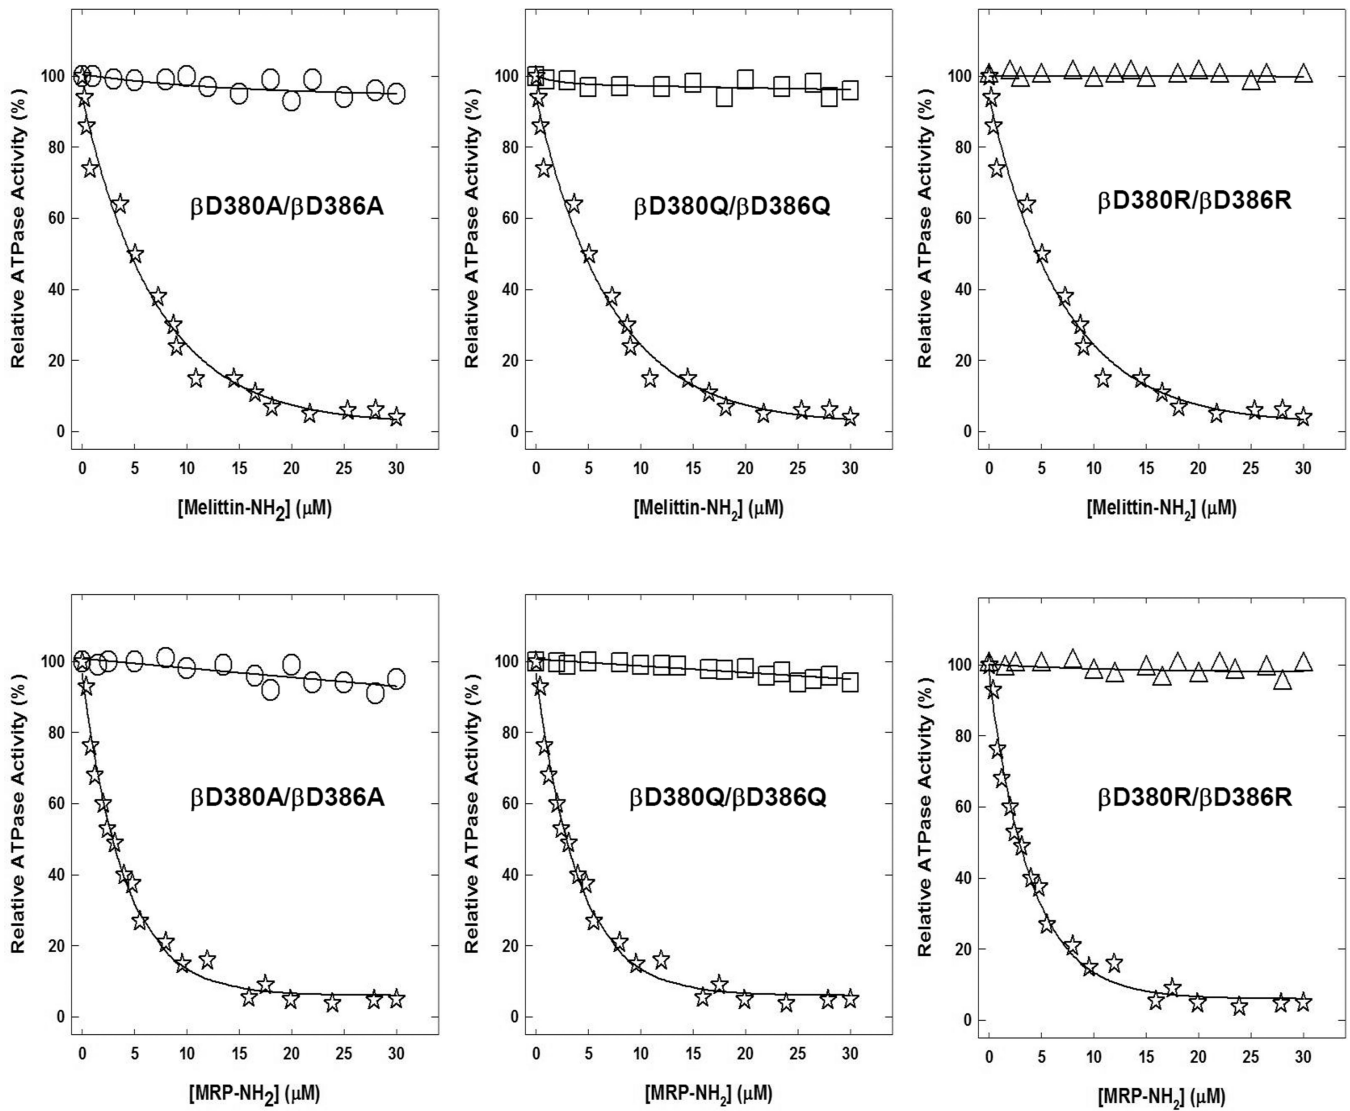 Relative ATPase Activity (%)
100
80
60
40
20
0
βD380A/βD386A
0 5 10 15 20 25 30
[Melittin-NH2] (μM)
Relative ATPase Activity (%)
100
80
60
40
20
0
βD380Q/βD386Q
0 5 10 15 20 25 30
[Melittin-NH2] (μM)
Relative ATPase Activity (%)
100
80
60
40
20
0
βD380R/βD386R
0 5 10 15 20 25 30
[Melittin-NH2] (μM)
Relative ATPase Activity (%)
100
80
60
40
20
0
βD380A/βD386A
0 5 10 15 20 25 30
[MRP-NH2] (μM)
Relative ATPase Activity (%)
100
80
60
40
20
0
βD380Q/βD386Q
0 5 10 15 20 25 30
[MRP-NH2] (μM)
Relative ATPase Activity (%)
100
80
60
40
20
0
βD380R/βD386R
0 5 10 15 20 25 30
[MRP-NH2] (μM)